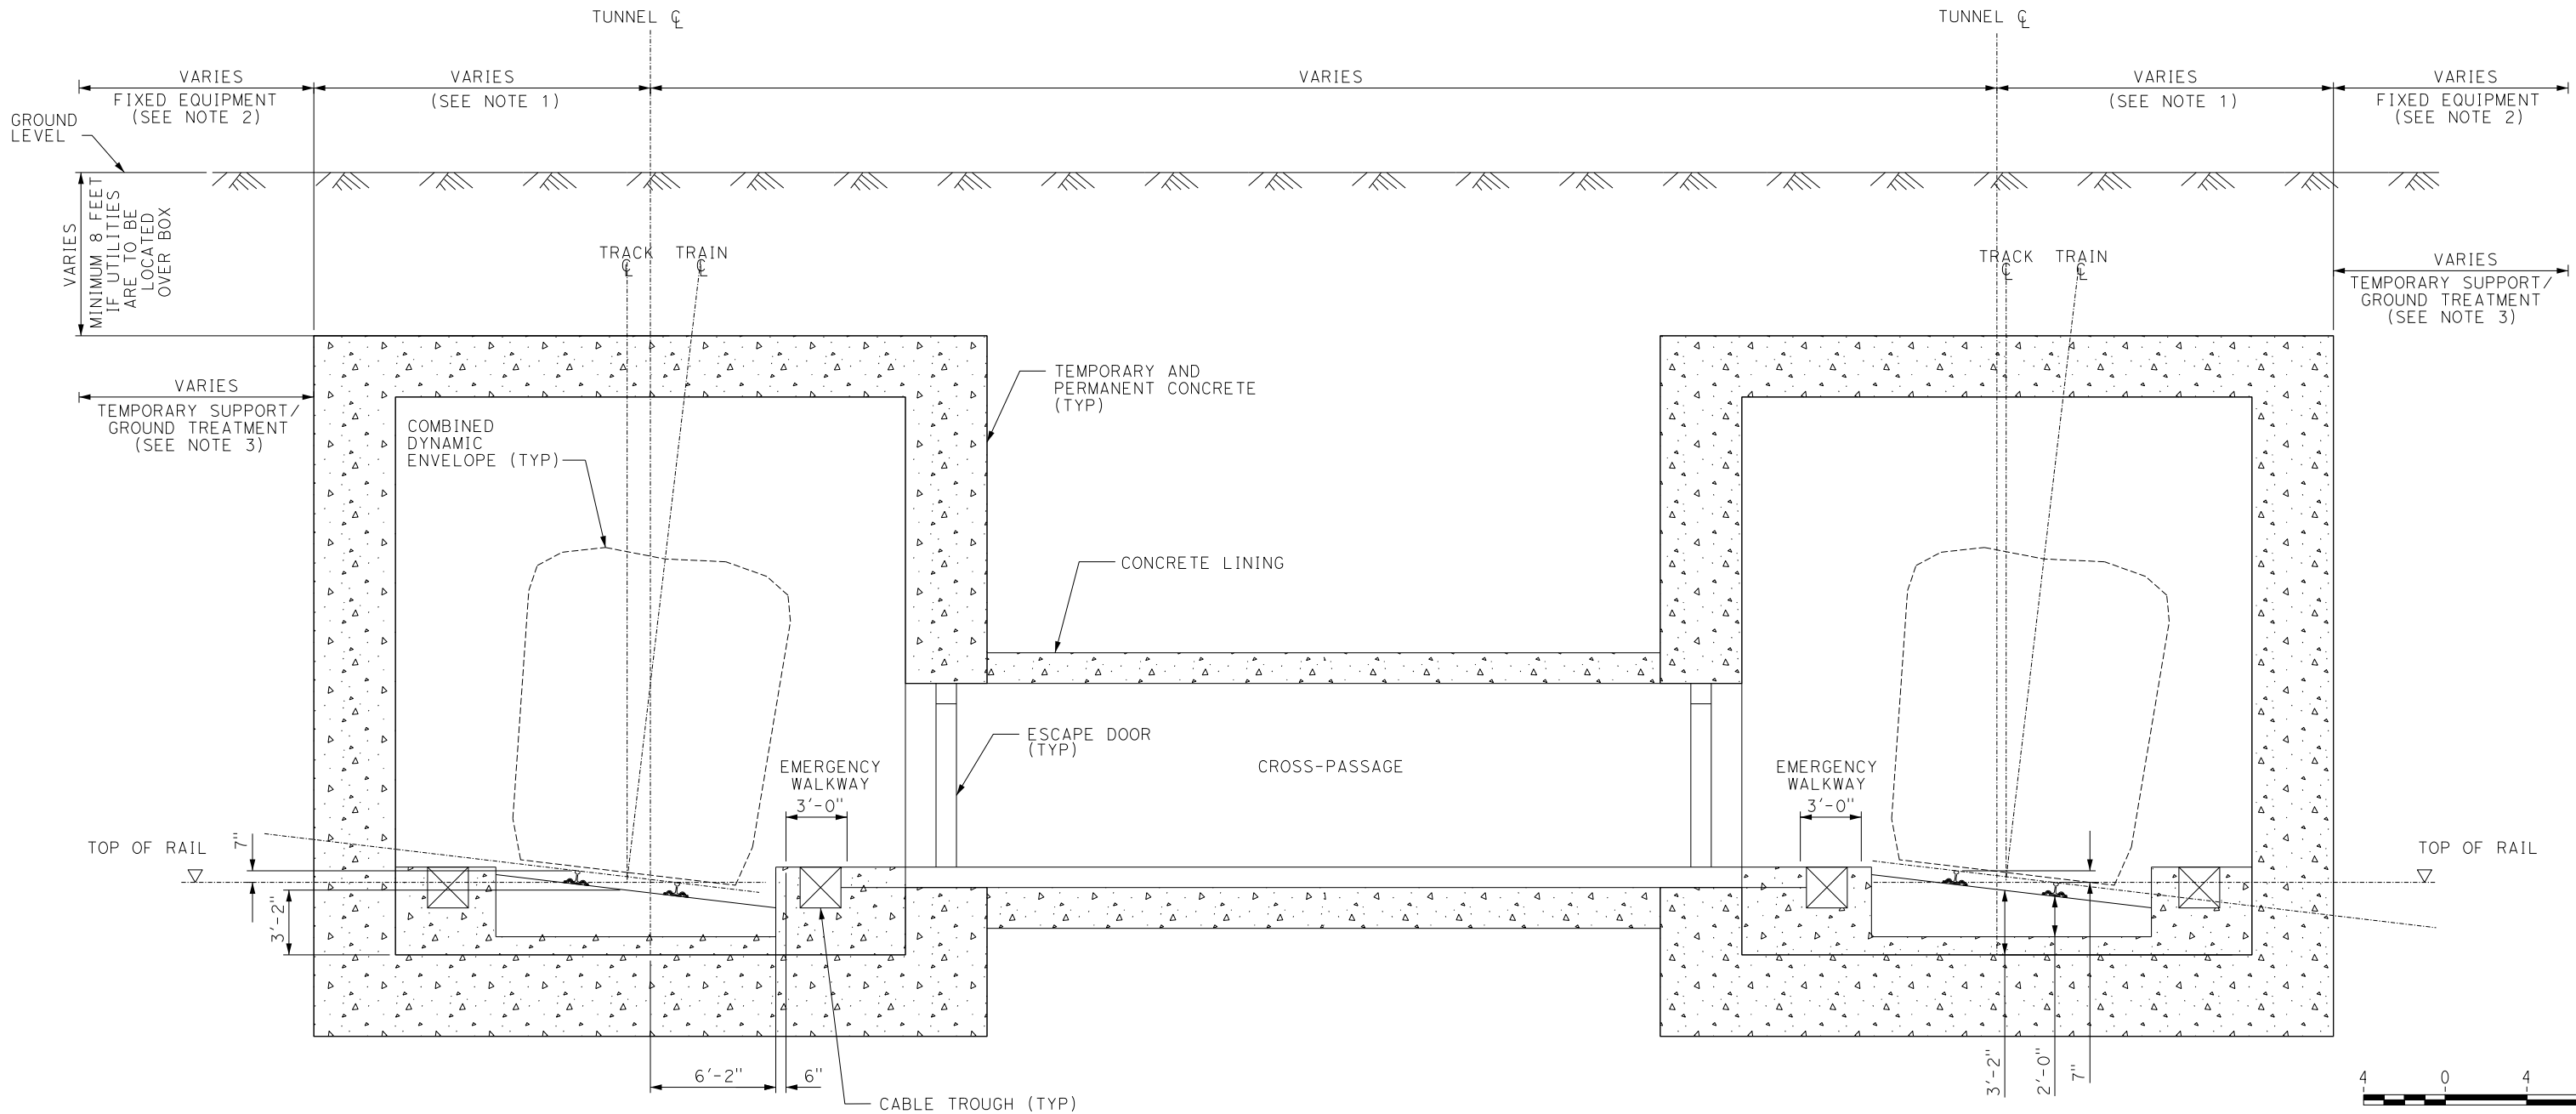 TUNNEL ℄
TUNNEL ℄
VARIES
FIXED EQUIPMENT
(SEE NOTE 2)
VARIES
(SEE NOTE 1)
VARIES
VARIES
(SEE NOTE 1)
VARIES
FIXED EQUIPMENT
(SEE NOTE 2)
GROUND
LEVEL
VARIES
MINIMUM 8 FEET
IF UTILITIES
ARE TO BE
LOCATED
OVER BOX
TRACK
℄
TRAIN
℄
TRACK
℄
TRAIN
℄
VARIES
TEMPORARY SUPPORT/
GROUND TREATMENT
(SEE NOTE 3)
VARIES
TEMPORARY SUPPORT/
GROUND TREATMENT
(SEE NOTE 3)
TEMPORARY AND
PERMANENT CONCRETE
(TYP)
COMBINED
DYNAMIC
ENVELOPE (TYP)
CONCRETE LINING
ESCAPE DOOR
(TYP)
CROSS-PASSAGE
EMERGENCY
WALKWAY
3'-0"
EMERGENCY
WALKWAY
3'-0"
TOP OF RAIL
7"
3'-2"
TOP OF RAIL
6'-2"
6"
CABLE TROUGH (TYP)
3'-2"
2'-0"
7"
4 0 4